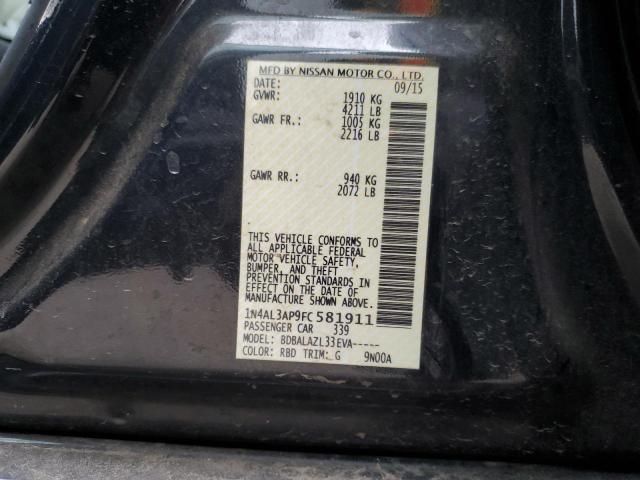 MFD BY NISSAN MOTOR CO., LTD.
DATE: 09/15
GVWR: 1910 KG
4211 LB
GAWR FR.: 1005 KG
2216 LB
GAWR RR.: 940 KG
2072 LB
THIS VEHICLE CONFORMS TO
ALL APPLICABLE FEDERAL
MOTOR VEHICLE SAFETY,
BUMPER, AND THEFT
PREVENTION STANDARDS IN
EFFECT ON THE DATE OF
MANUFACTURE SHOWN ABOVE.
1N4AL3AP9FC581911
PASSENGER CAR 339
MODEL: BDBALAZL33EVA-----
COLOR: RBD TRIM: G 9N00A